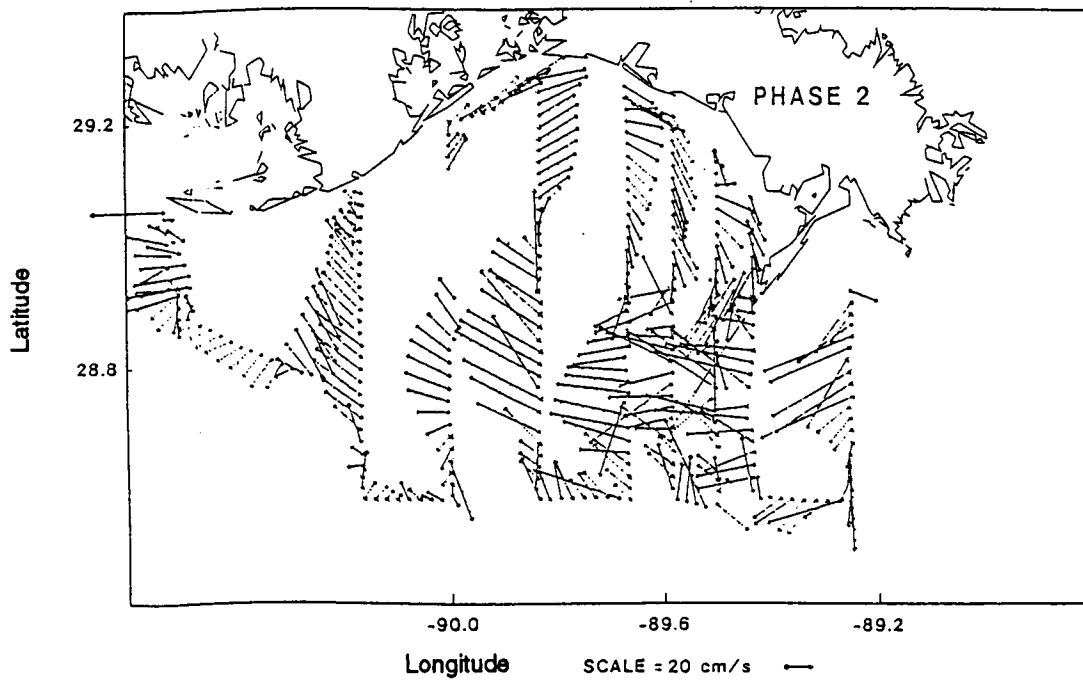 PHASE 2
29.2
Latitude
28.8
-90.0
-89.6
-89.2
Longitude
SCALE = 20 cm/s